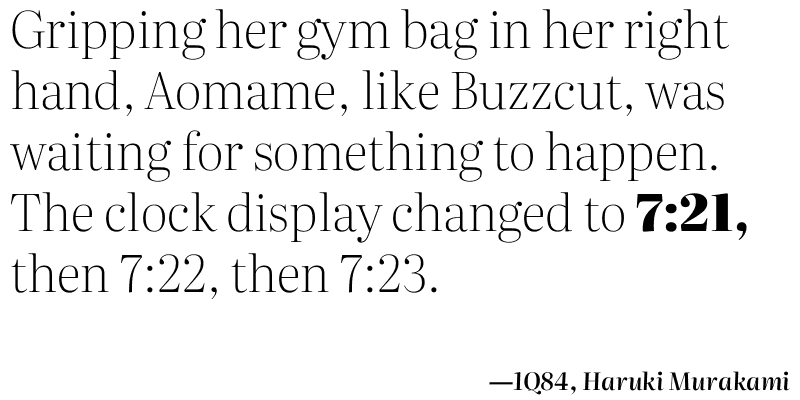 Gripping her gym bag in her right
hand, Aomame, like Buzzcut, was
waiting for something to happen.
The clock display changed to 7:21,
then 7:22, then 7:23.
—1Q84, Haruki Murakami